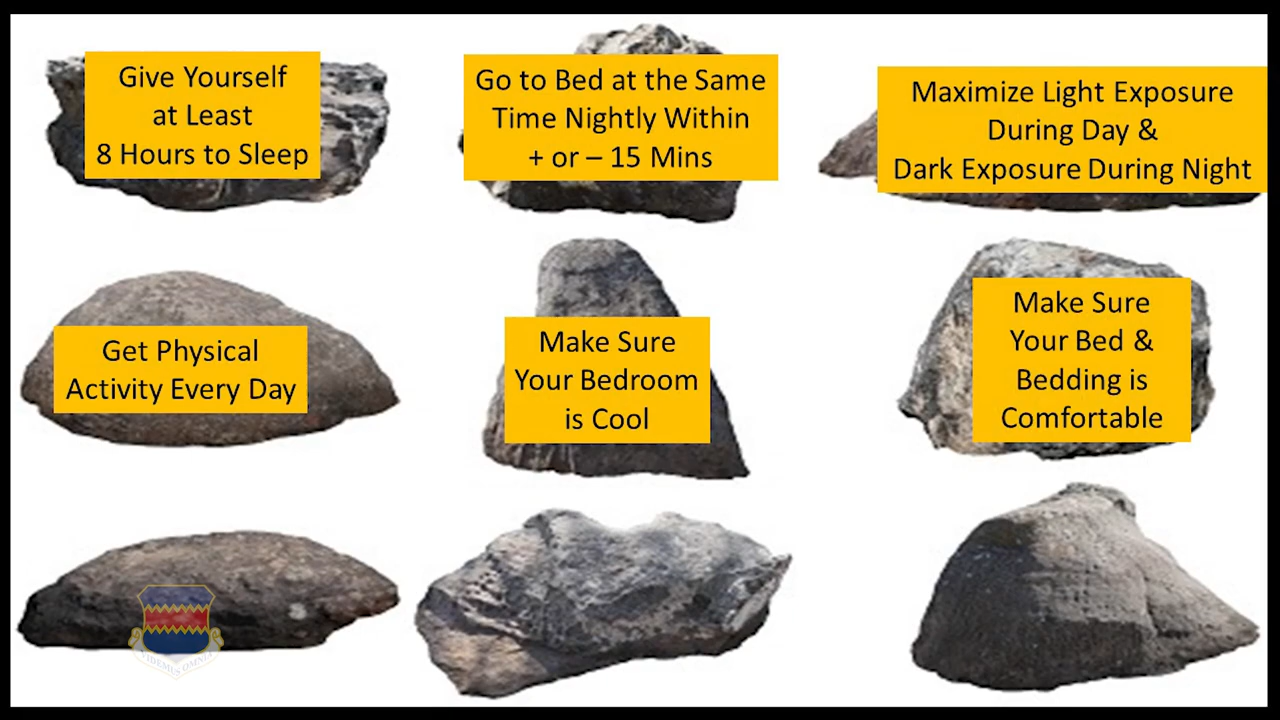 Give Yourself
at Least
8 Hours to Sleep
Go to Bed at the Same
Time Nightly Within
+ or – 15 Mins
Maximize Light Exposure
During Day &
Dark Exposure During Night
Get Physical
Activity Every Day
Make Sure
Your Bedroom
is Cool
Make Sure
Your Bed &
Bedding is
Comfortable
VIDEMUS OMNIA